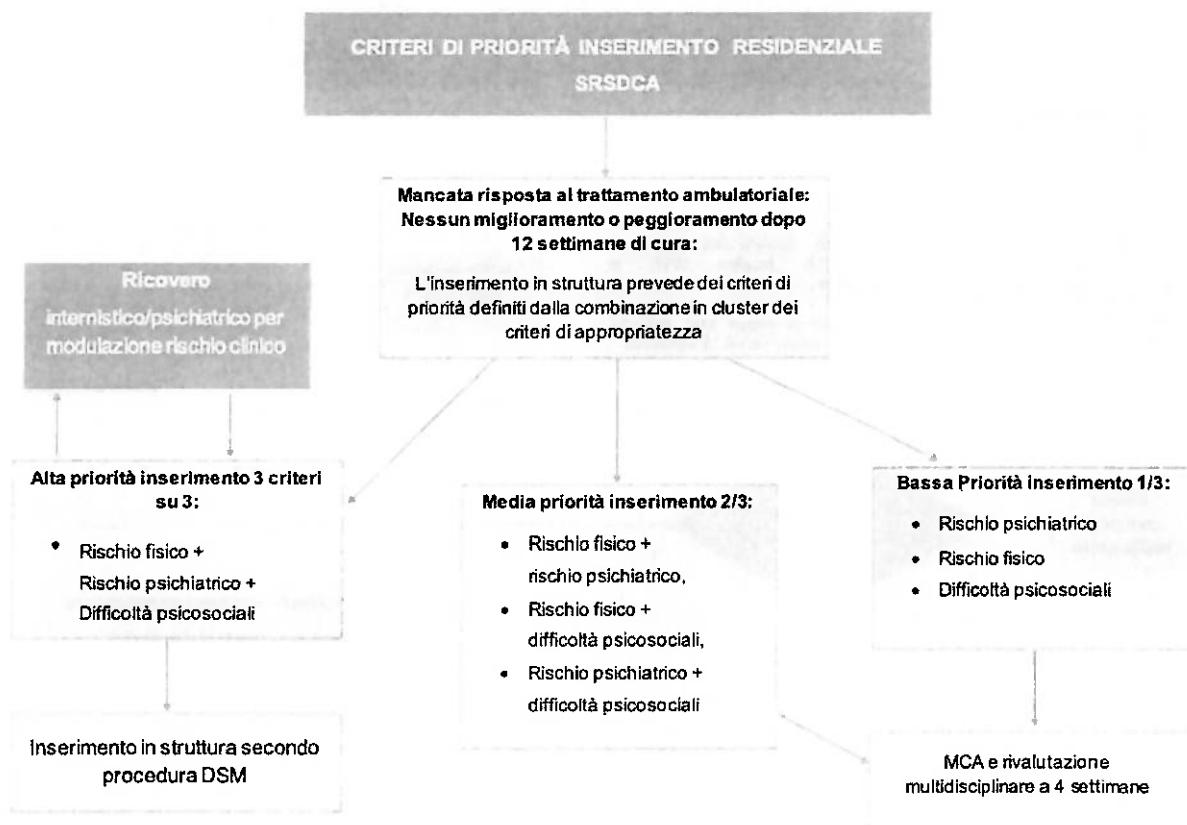 CRITERI DI PRIORITÀ INSERIMENTO RESIDENZIALE
SRSDCA
Mancata risposta al trattamento ambulatoriale:
Nessun miglioramento o peggioramento dopo
12 settimane di cura:
L'inserimento in struttura prevede dei criteri di
priorità definiti dalla combinazione in cluster dei
criteri di appropriatezza
Ricovero
internistico/psichiatrico per
modulazione rischio clinico
Alta priorità inserimento 3 criteri
su 3:
• Rischio fisico +
Rischio psichiatrico +
Difficoltà psicosociali
Media priorità inserimento 2/3:
• Rischio fisico +
rischio psichiatrico,
• Rischio fisico +
difficoltà psicosociali,
• Rischio psichiatrico +
difficoltà psicosociali
Bassa Priorità inserimento 1/3:
• Rischio psichiatrico
• Rischio fisico
• Difficoltà psicosociali
Inserimento in struttura secondo
procedura DSM
MCA e rivalutazione
multidisciplinare a 4 settimane